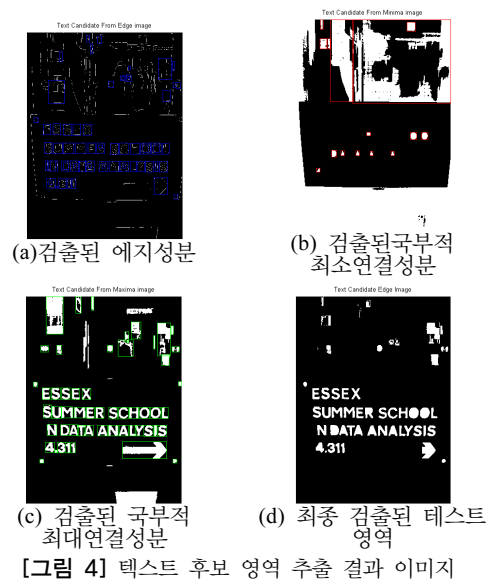 Text Candidate From Edge image
Text Candidate From Minima image
(a)검출된 에지성분
(b) 검출된국부적
최소연결성분
Text Candidate From Maxima image
Text Candidate Edge Image
ESSEX
SUMMER SCHOOL
N DATA ANALYSIS
4.311
ESSEX
SUMMER SCHOOL
N DATA ANALYSIS
4.311
(c) 검출된 국부적
최대연결성분
(d) 최종 검출된 테스트
영역
[그림 4] 텍스트 후보 영역 추출 결과 이미지